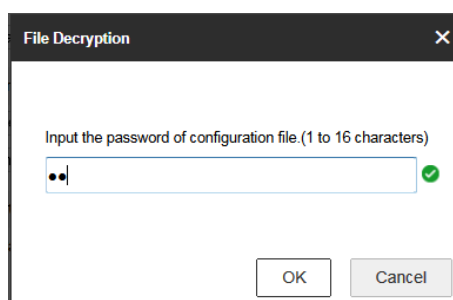 File Decryption
Input the password of configuration file.(1 to 16 characters)
••
OK
Cancel